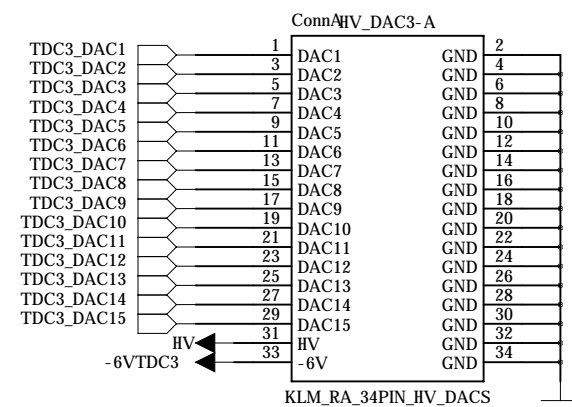 ConnA HV_DAC3-A
TDC3_DAC1 1 DAC1 GND 2
TDC3_DAC2 3 DAC2 GND 4
TDC3_DAC3 5 DAC3 GND 6
TDC3_DAC4 7 DAC4 GND 8
TDC3_DAC5 9 DAC5 GND 10
TDC3_DAC6 11 DAC6 GND 12
TDC3_DAC7 13 DAC7 GND 14
TDC3_DAC8 15 DAC8 GND 16
TDC3_DAC9 17 DAC9 GND 18
TDC3_DAC10 19 DAC10 GND 20
TDC3_DAC11 21 DAC11 GND 22
TDC3_DAC12 23 DAC12 GND 24
TDC3_DAC13 25 DAC13 GND 26
TDC3_DAC14 27 DAC14 GND 28
TDC3_DAC15 29 DAC15 GND 30
HV 31 HV GND 32
-6VTDC3 33 -6V GND 34
KLM_RA_34PIN_HV_DACS